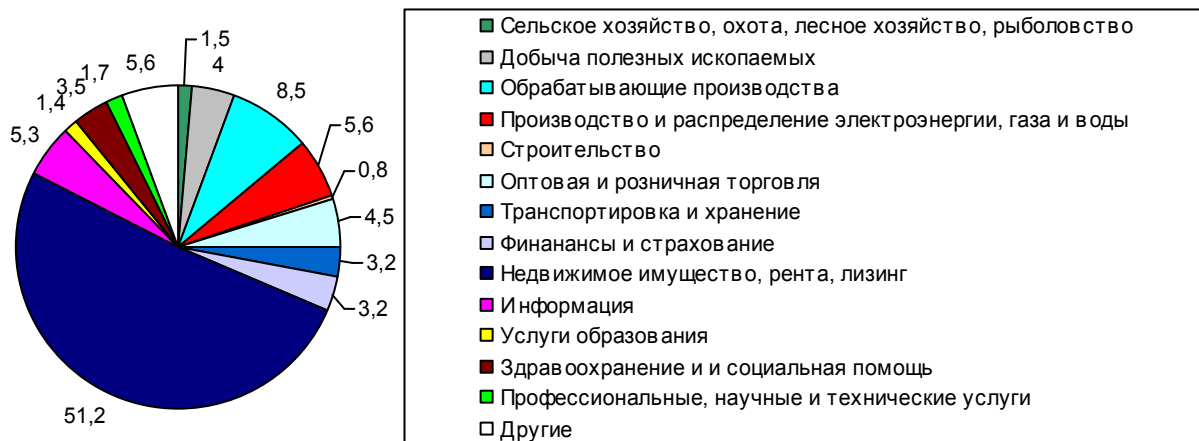 1,5
4
8,5
5,6
0,8
4,5
3,2
3,2
51,2
5,3
1,4
3,5
1,7
5,6
Сельское хозяйство, охота, лесное хозяйство, рыболовство
Добыча полезных ископаемых
Обрабатывающие производства
Производство и распределение электроэнергии, газа и воды
Строительство
Оптовая и розничная торговля
Транспортировка и хранение
Финанансы и страхование
Недвижимое имущество, рента, лизинг
Информация
Услуги образования
Здравоохранение и и социальная помощь
Профессиональные, научные и технические услуги
Другие